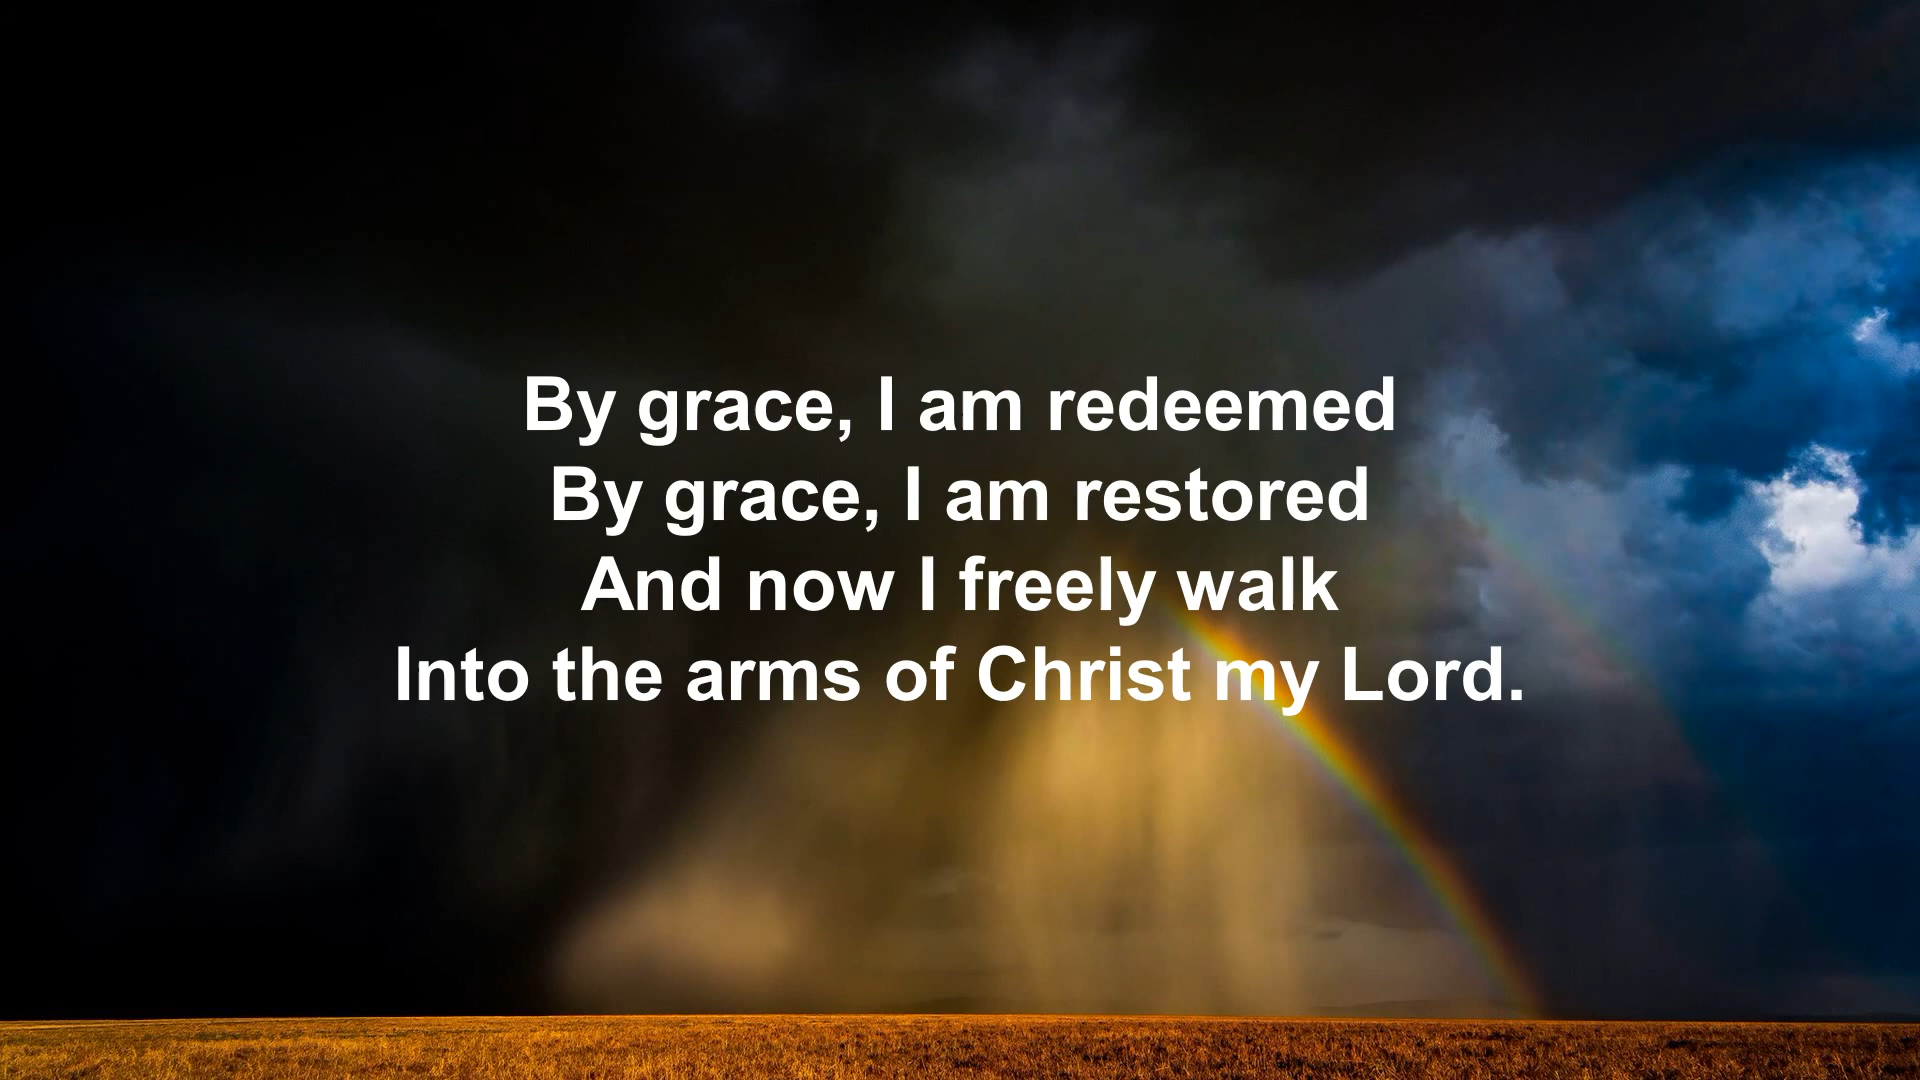 By grace, I am redeemed
By grace, I am restored
And now I freely walk
Into the arms of Christ my Lord.